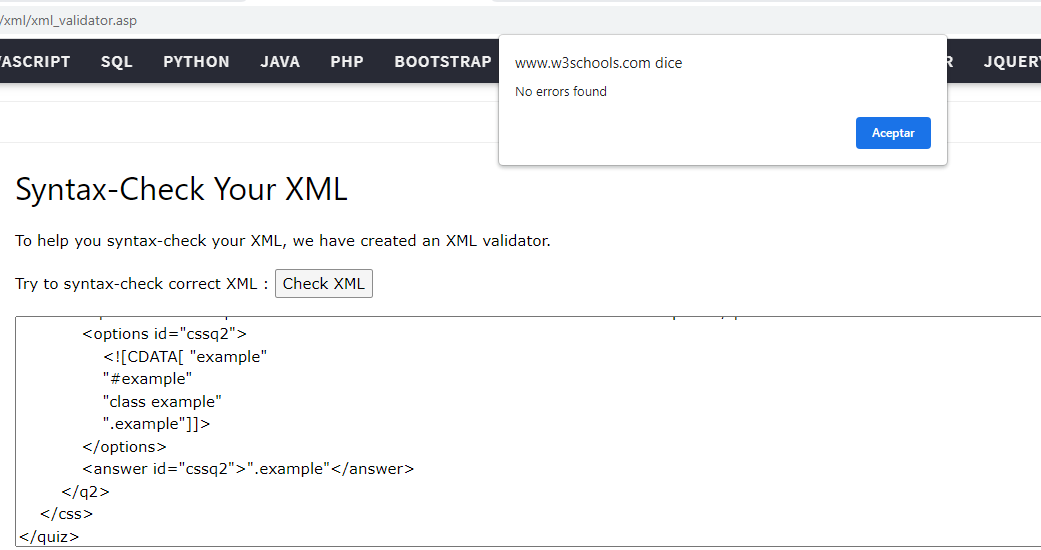 /xml/xml_validator.asp
SQL PYTHON JAVA PHP BOOTSTRAP
www.w3schools.com dice
No errors found
Aceptar
Syntax-Check Your XML
To help you syntax-check your XML, we have created an XML validator.
Try to syntax-check correct XML : Check XML
<options id="cssq2">
<![CDATA[ "example"
"#example"
"class example"
".example"]]>
</options>
<answer id="cssq2">".example"</answer>
</q2>
</css>
</quiz>